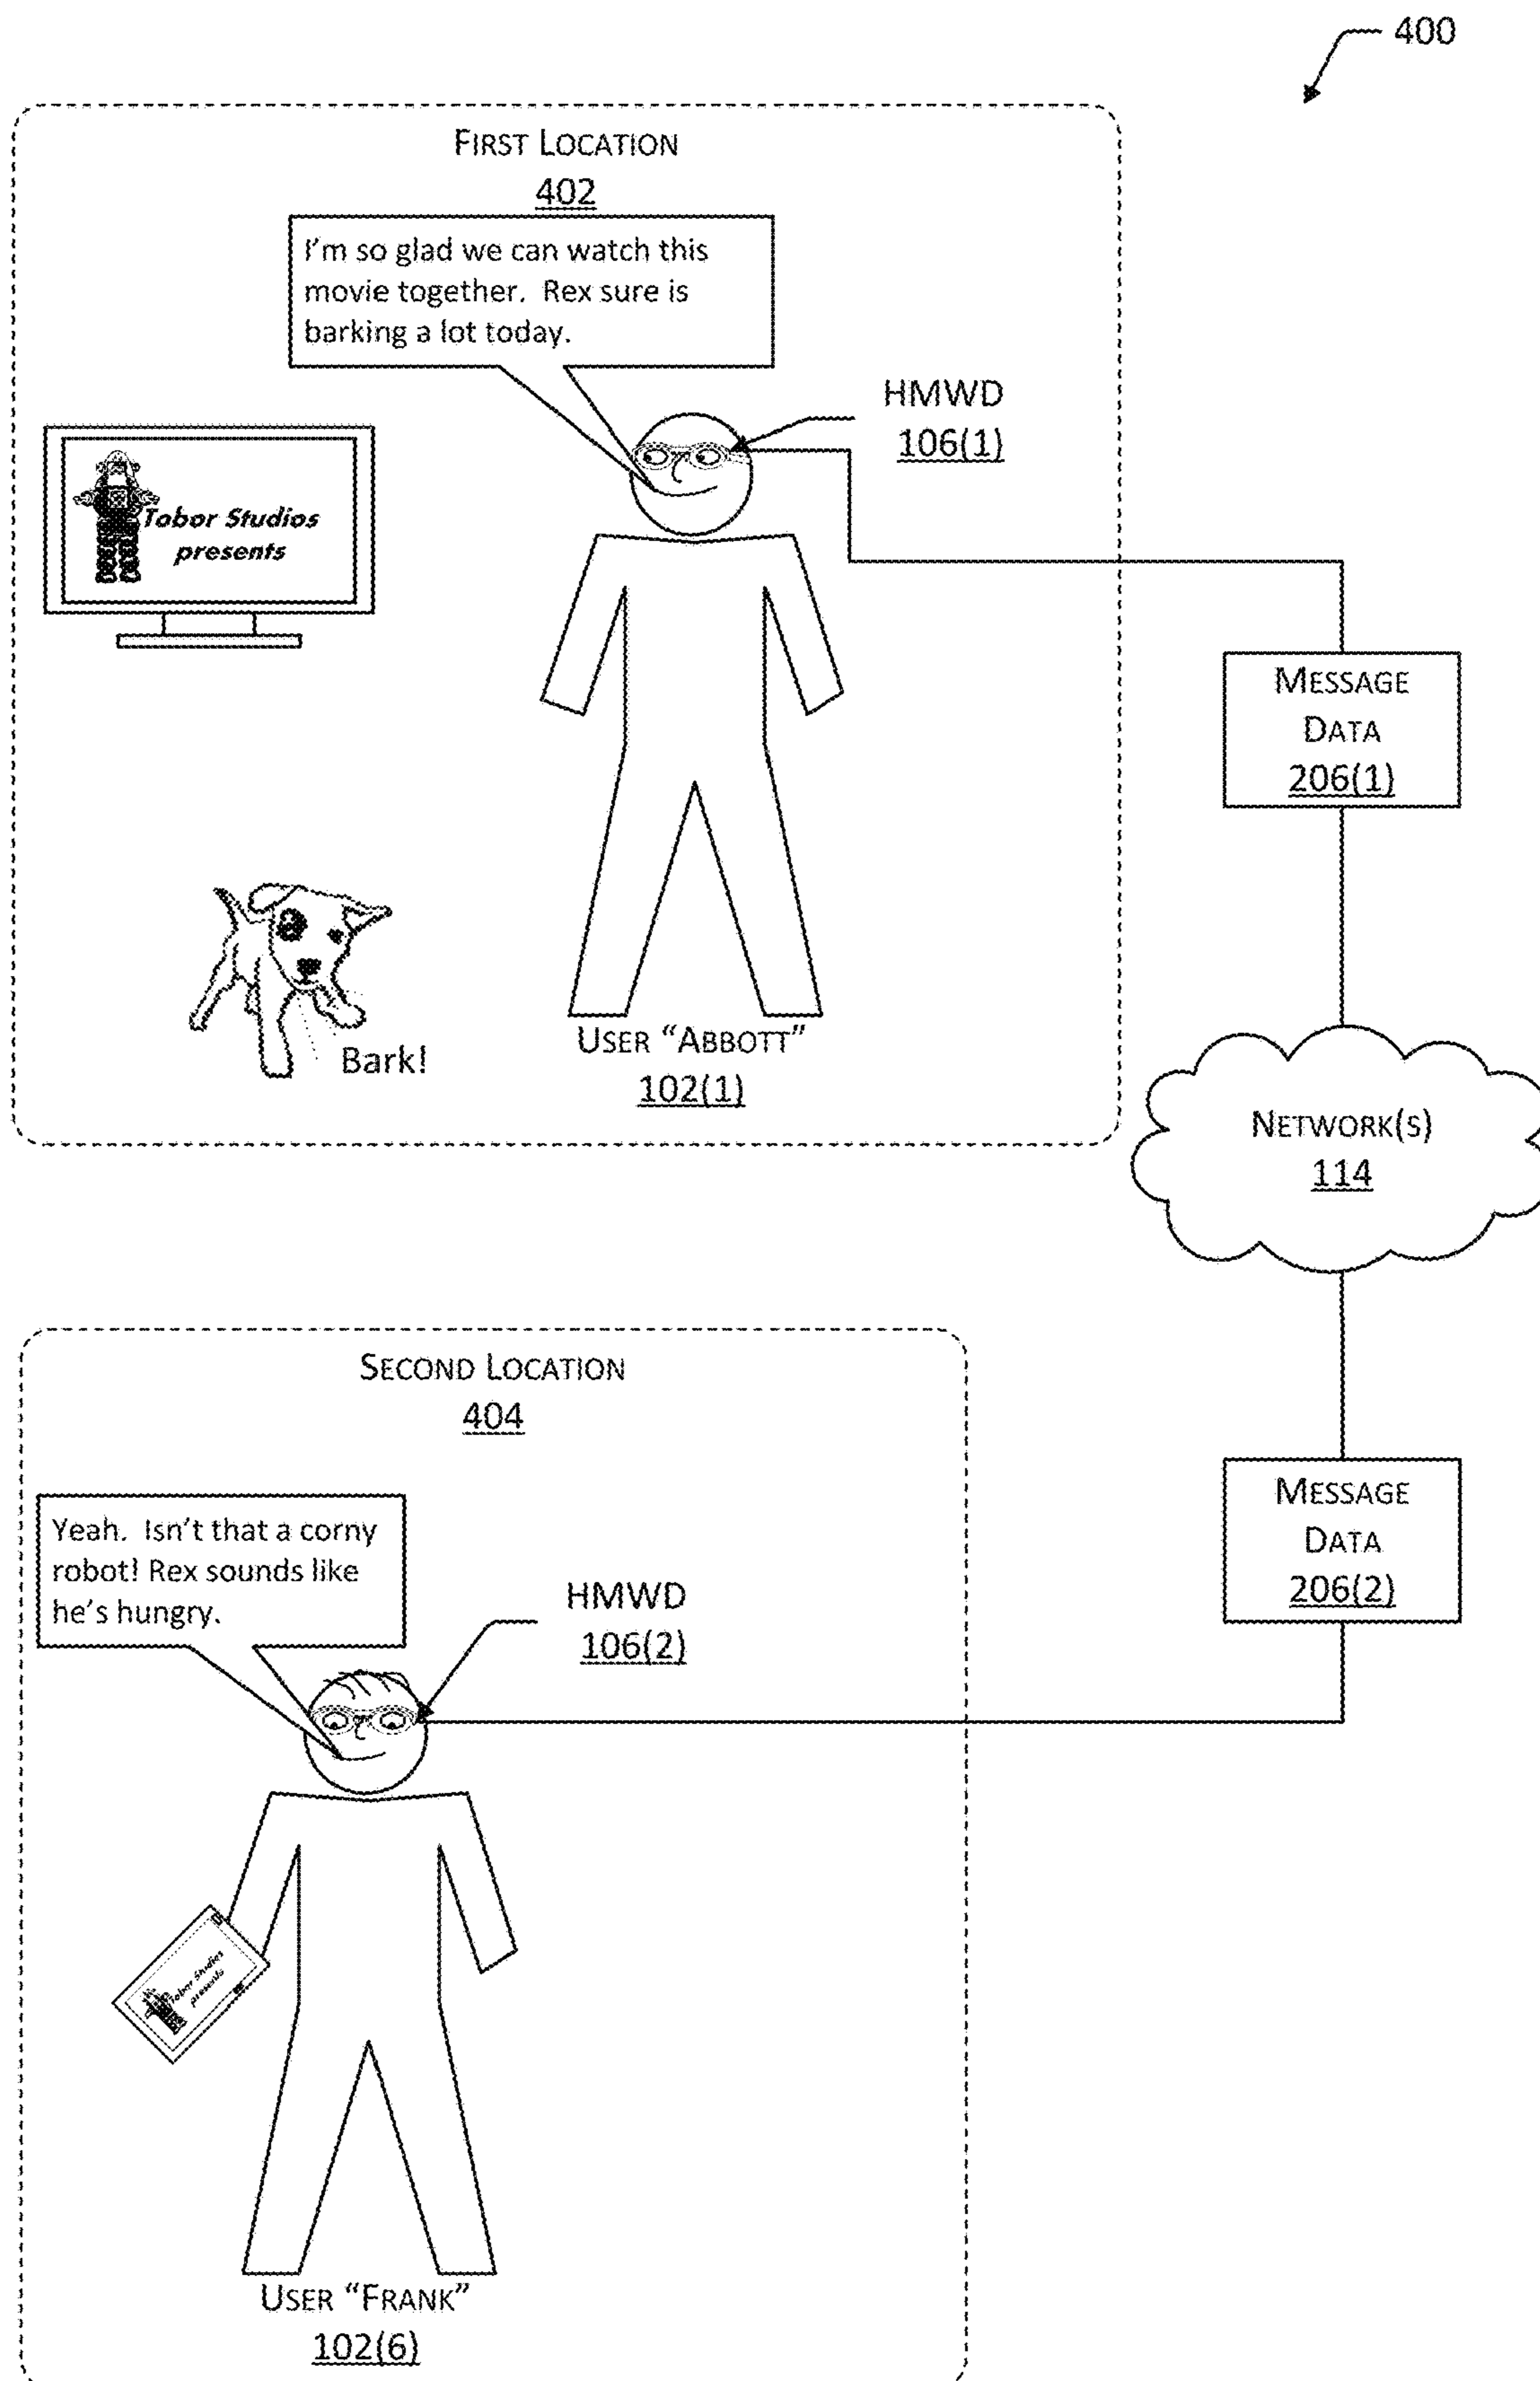 400
First Location
402
I'm so glad we can watch this
movie together. Rex sure is
barking a lot today.
HMWD
106(1)
Tobor Studios
presents
Message
Data
206(1)
Bark!
User "Abbott"
102(1)
Network(s)
114
Second Location
404
Yeah. Isn't that a corny
robot! Rex sounds like
he's hungry.
HMWD
106(2)
Message
Data
206(2)
Tobor Studios
presents
User "Frank"
102(6)